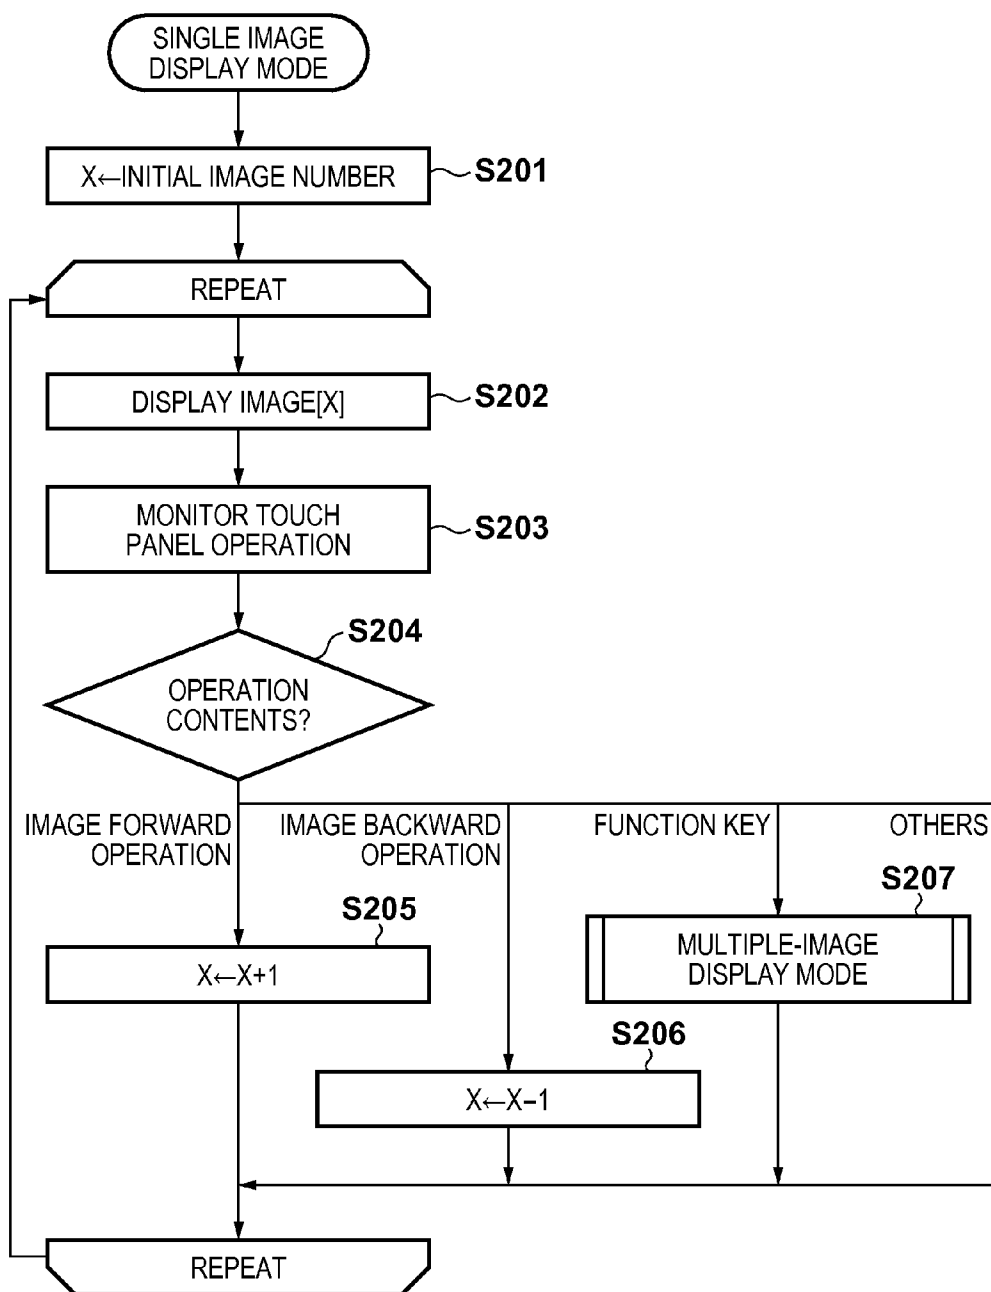 SINGLE IMAGE
DISPLAY MODE
X←INITIAL IMAGE NUMBER
S201
REPEAT
DISPLAY IMAGE[X]
S202
MONITOR TOUCH
PANEL OPERATION
S203
S204
OPERATION
CONTENTS?
IMAGE FORWARD
OPERATION
IMAGE BACKWARD
OPERATION
FUNCTION KEY
OTHERS
S207
MULTIPLE-IMAGE
DISPLAY MODE
S205
X←X+1
S206
X←X−1
REPEAT